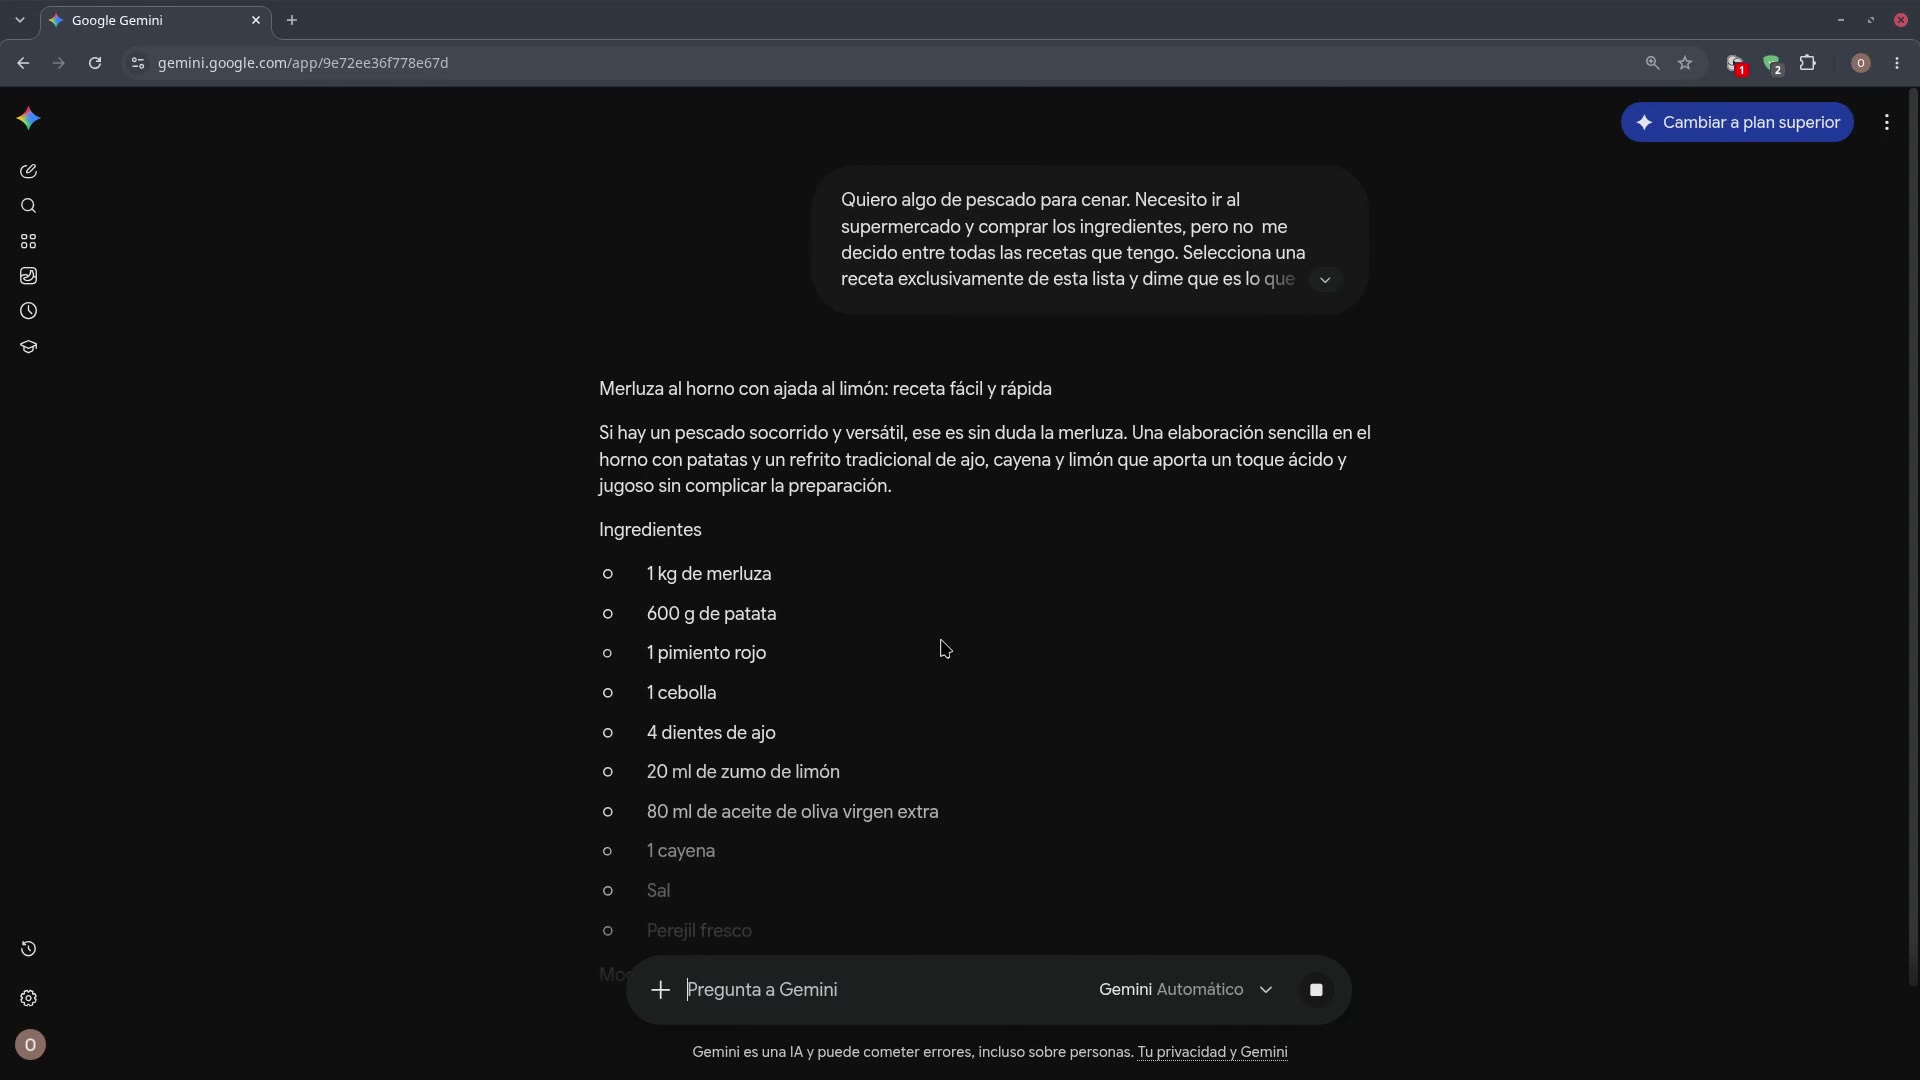 Google Gemini
gemini.google.com/app/9e72ee36f778e67d
1
2
O
Cambiar a plan superior
Quiero algo de pescado para cenar. Necesito ir al
supermercado y comprar los ingredientes, pero no  me
decido entre todas las recetas que tengo. Selecciona una
receta exclusivamente de esta lista y dime que es lo que
Merluza al horno con ajada al limón: receta fácil y rápida
Si hay un pescado socorrido y versátil, ese es sin duda la merluza. Una elaboración sencilla en el
horno con patatas y un refrito tradicional de ajo, cayena y limón que aporta un toque ácido y
jugoso sin complicar la preparación.
Ingredientes
1 kg de merluza
600 g de patata
1 pimiento rojo
1 cebolla
4 dientes de ajo
20 ml de zumo de limón
80 ml de aceite de oliva virgen extra
1 cayena
Sal
Perejil fresco
Pregunta a Gemini
Gemini Automático
O
Gemini es una IA y puede cometer errores, incluso sobre personas. Tu privacidad y Gemini